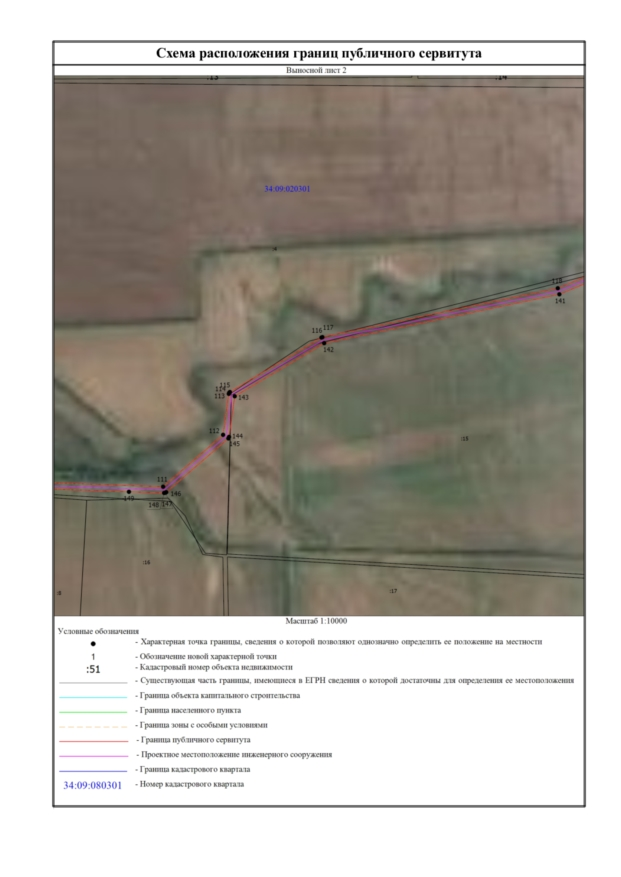 Схема расположения границ публичного сервитута
Выносной лист 2
:13
34:09:020301
118
141
116 117
142
115
114
113 143
112 144
145
111
146
149
148 147
:16
:17
Масштаб 1:10000
Условные обозначения
- Характерная точка границы, сведения о которой позволяют однозначно определить ее положение на местности
1 - Обозначение новой характерной точки
:51 - Кадастровый номер объекта недвижимости
- Существующая часть границы, имеющиеся в ЕГРН сведения о которой достаточны для определения ее местоположения
- Граница объекта капитального строительства
- Граница населенного пункта
- Граница зоны с особыми условиями
- Граница публичного сервитута
- Проектное местоположение инженерного сооружения
- Граница кадастрового квартала
34:09:080301 - Номер кадастрового квартала